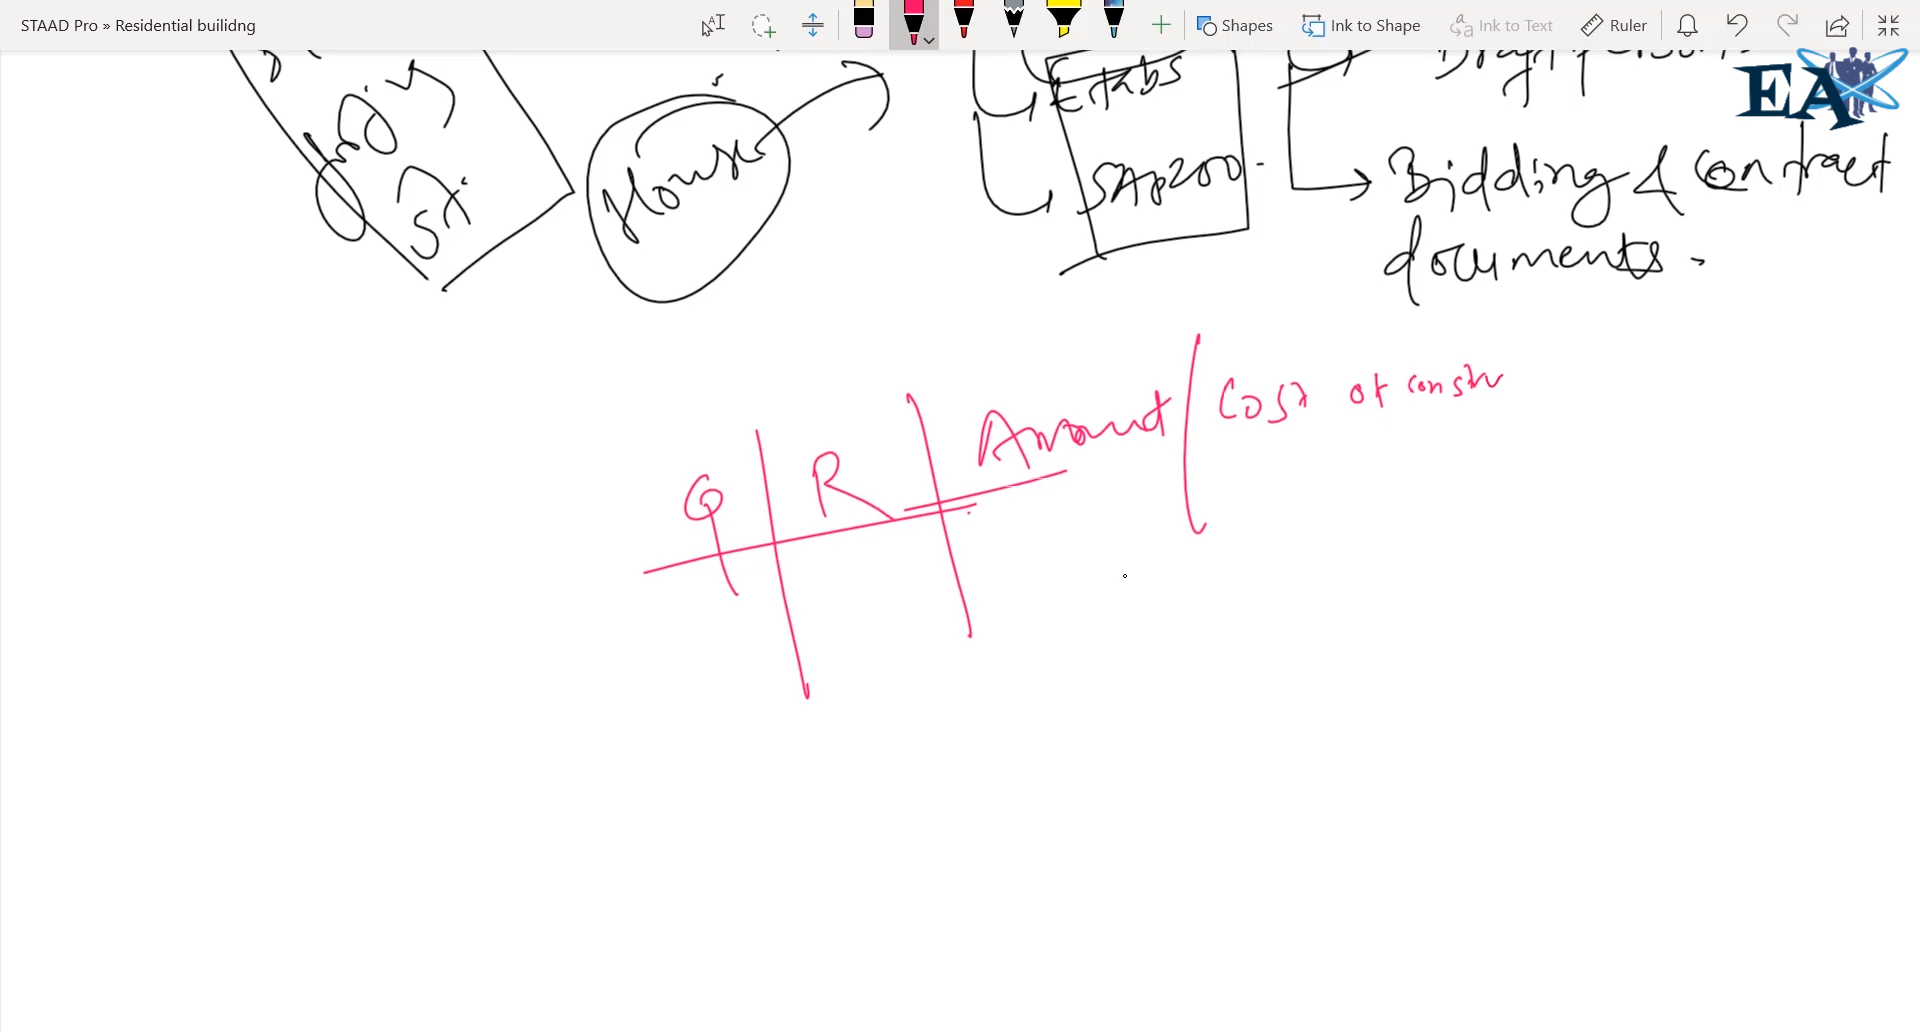 STAAD Pro » Residential builidng
Shapes
Ink to Shape
Ink to Text
Ruler
EA
Etabs
SAP200
House
Bidding & contract
documents.
Q
R
Amount
Cost of constr